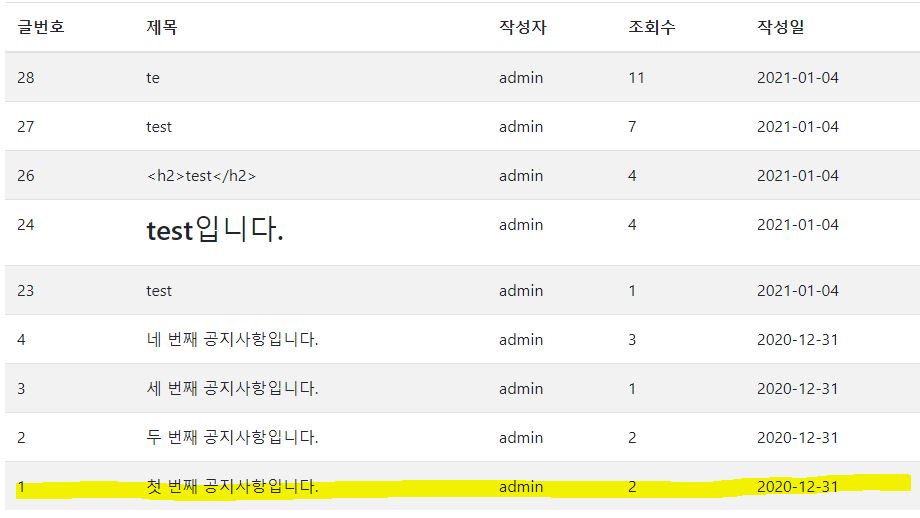 글번호 제목 작성자 조회수 작성일
28 te admin 11 2021-01-04
27 test admin 7 2021-01-04
26 <h2>test</h2> admin 4 2021-01-04
24 test입니다. admin 4 2021-01-04
23 test admin 1 2021-01-04
4 네 번째 공지사항입니다. admin 3 2020-12-31
3 세 번째 공지사항입니다. admin 1 2020-12-31
2 두 번째 공지사항입니다. admin 2 2020-12-31
1 첫 번째 공지사항입니다. admin 2 2020-12-31